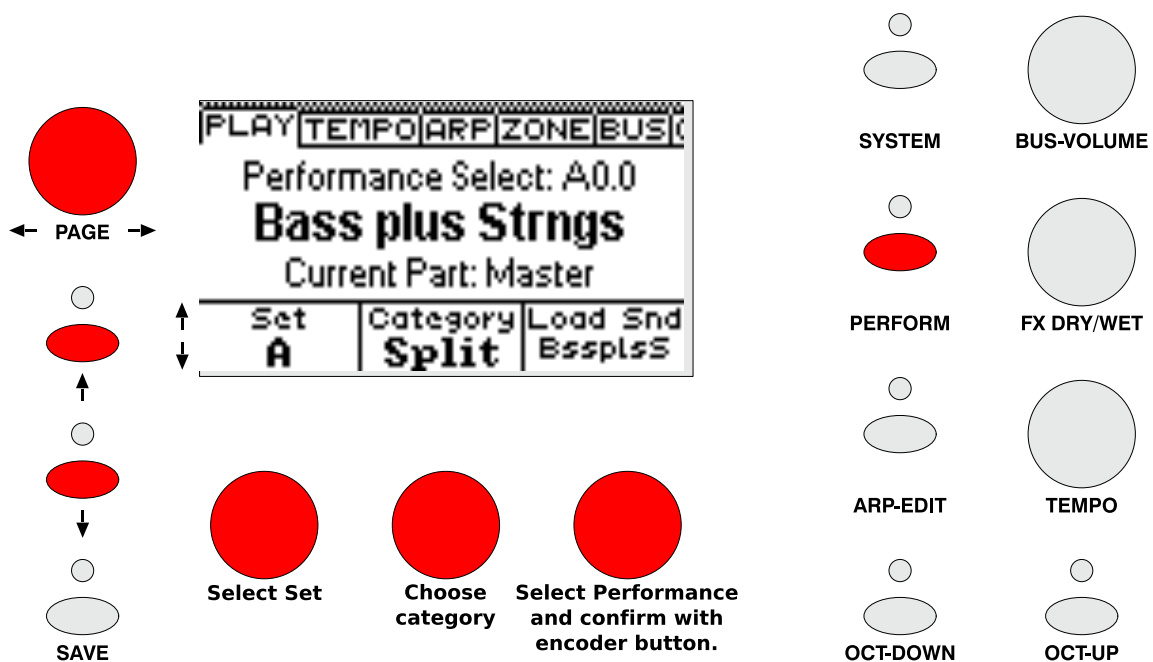 SYSTEM
BUS-VOLUME
PLAY TEMPO ARP ZONE BUS
Performance Select: A0.0
Bass plus Strngs
Current Part: Master
PAGE
Set Category Load Snd
A Split BssplsS
PERFORM
FX DRY/WET
ARP-EDIT
TEMPO
Select Set
Choose
category
Select Performance
and confirm with
encoder button.
SAVE
OCT-DOWN
OCT-UP